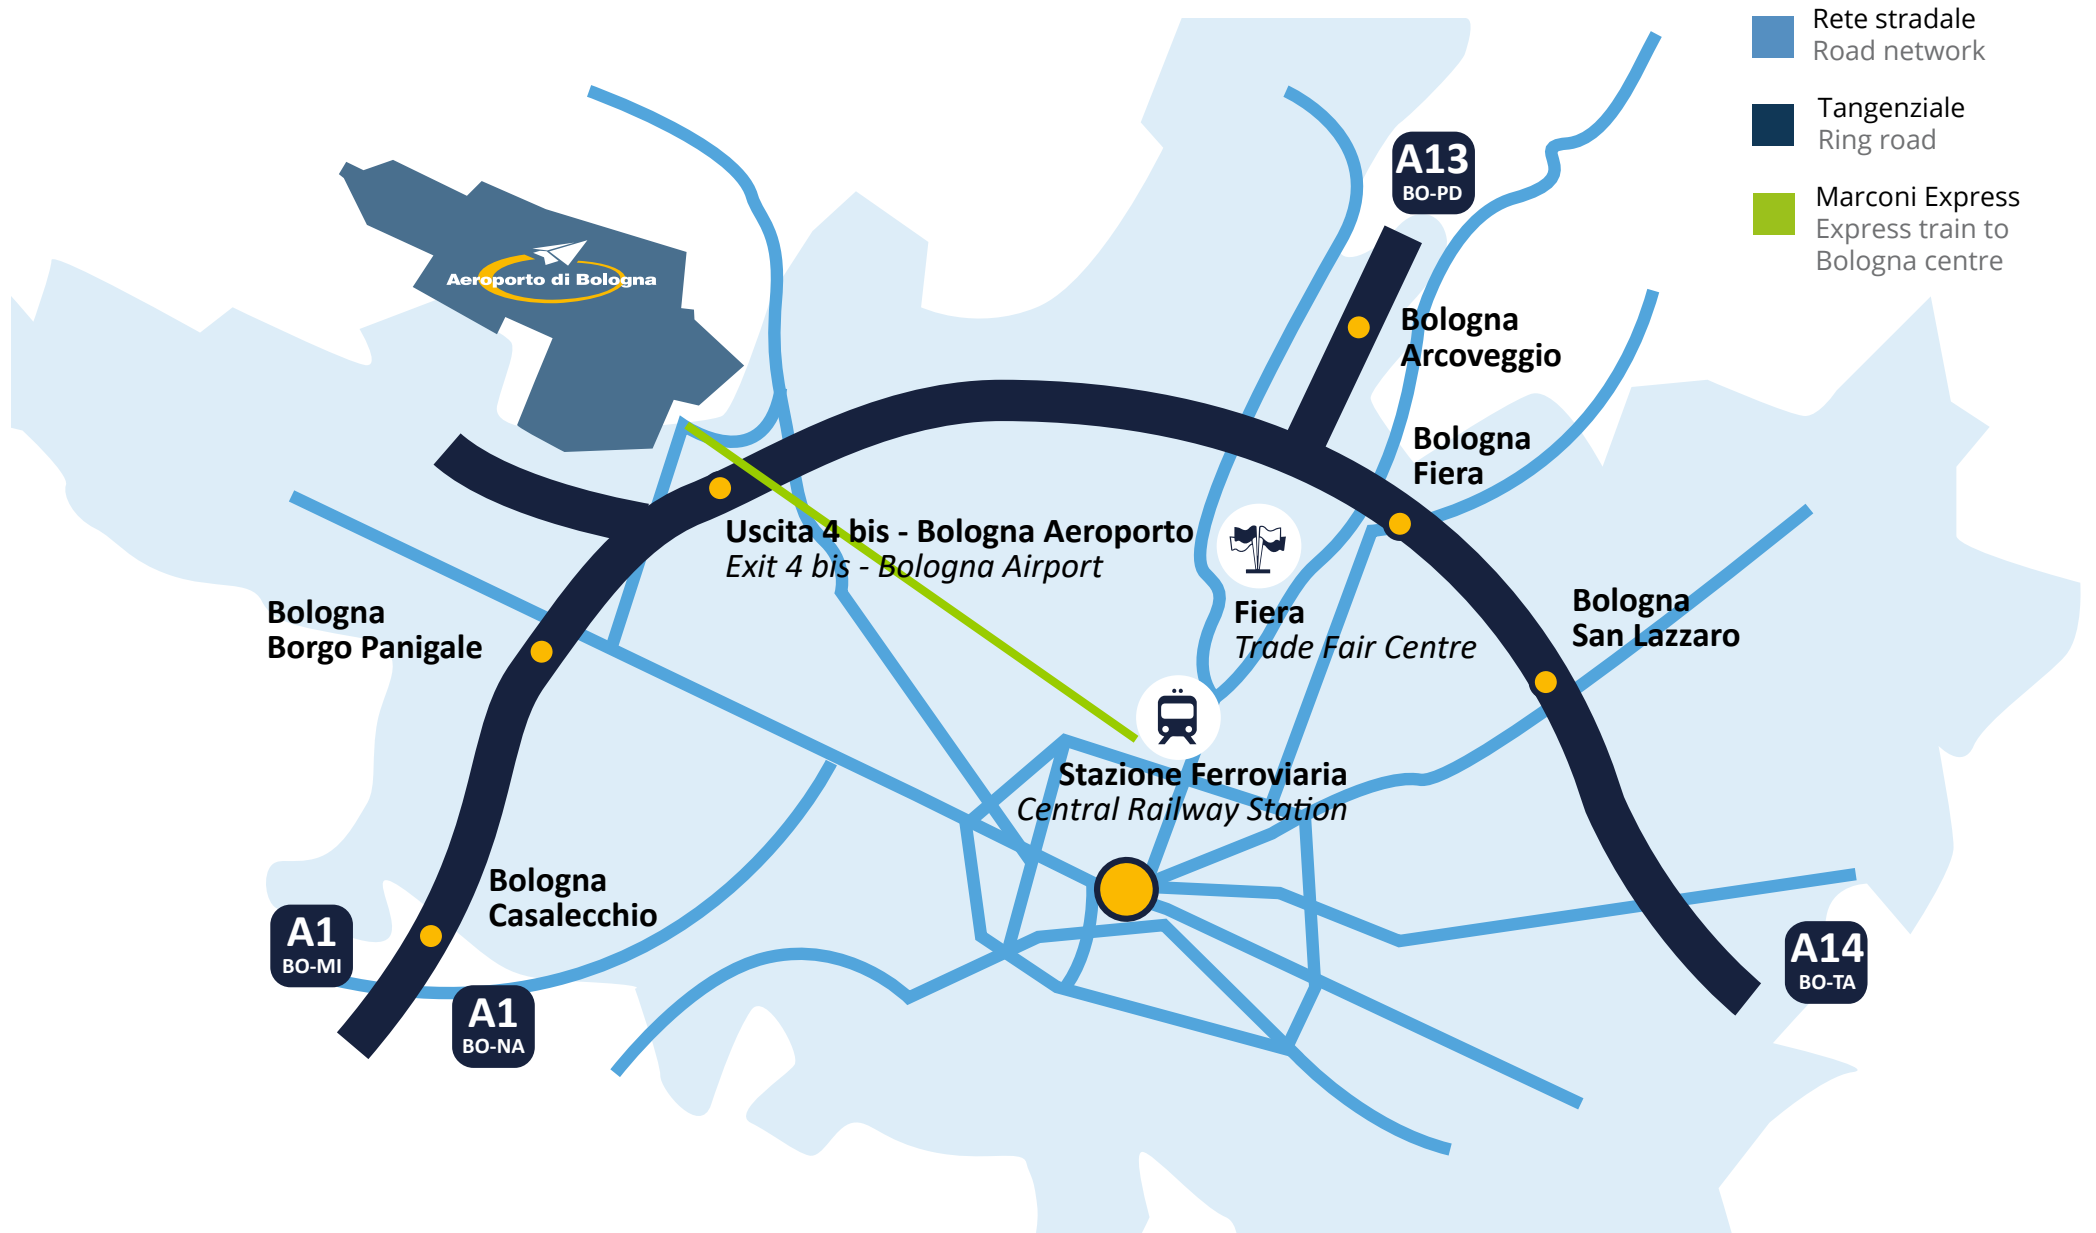 Rete stradale
Road network
Tangenziale
Ring road
Marconi Express
Express train to
Bologna centre
A13
BO-PD
Aeroporto di Bologna
Bologna
Arcoveggio
Bologna
Fiera
Uscita 4 bis - Bologna Aeroporto
Exit 4 bis - Bologna Airport
Bologna
Borgo Panigale
Fiera
Trade Fair Centre
Bologna
San Lazzaro
Stazione Ferroviaria
Central Railway Station
Bologna
Casalecchio
A1
BO-MI
A1
BO-NA
A14
BO-TA